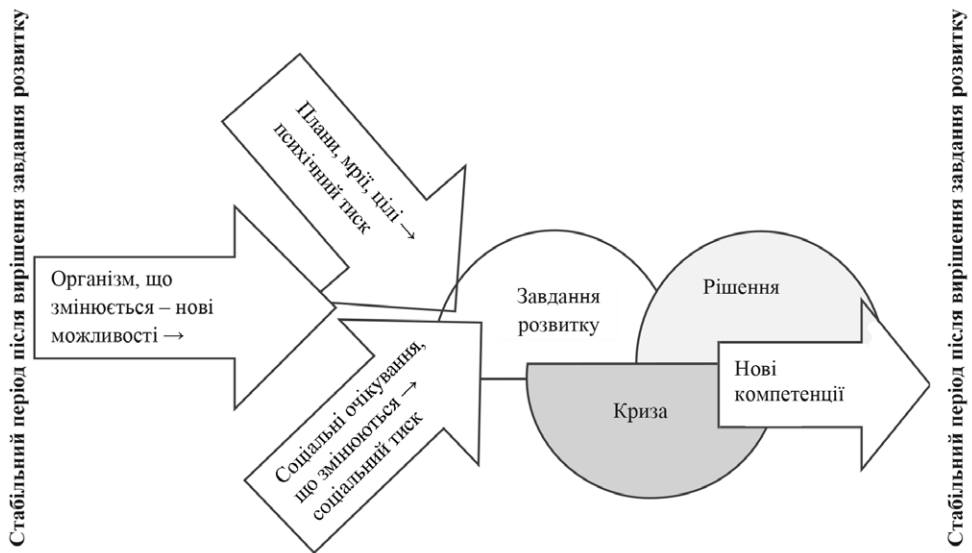 Стабільний період після вирішення завдання розвитку
Плани, мрії, цілі →
психічний тиск
Організм, що
змінюється – нові
можливості →
Соціальні очікування,
що змінюються →
соціальний тиск
Завдання
розвитку
Рішення
Криза
Нові
компетенції
Стабільний період після вирішення завдання розвитку